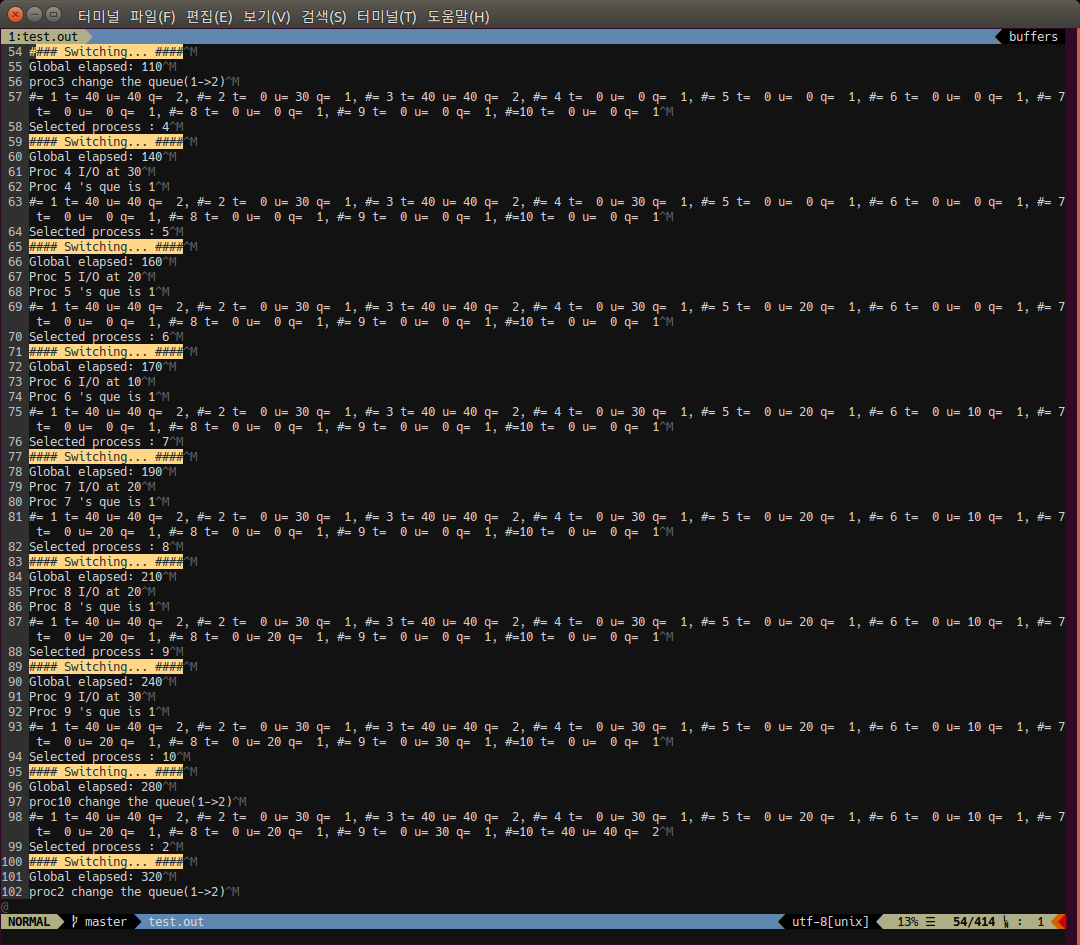 터미널 파일(F) 편집(E) 보기(V) 검색(S) 터미널(T) 도움말(H)
1:test.out buffers
54 #### Switching... ####^M
55 Global elapsed: 110^M
56 proc3 change the queue(1->2)^M
57 #= 1 t= 40 u= 40 q=  2, #= 2 t=  0 u= 30 q=  1, #= 3 t= 40 u= 40 q=  2, #= 4 t=  0 u=  0 q=  1, #= 5 t=  0 u=  0 q=  1, #= 6 t=  0 u=  0 q=  1, #= 7
t=  0 u=  0 q=  1, #= 8 t=  0 u=  0 q=  1, #= 9 t=  0 u=  0 q=  1, #=10 t=  0 u=  0 q=  1^M
58 Selected process : 4^M
59 #### Switching... ####^M
60 Global elapsed: 140^M
61 Proc 4 I/O at 30^M
62 Proc 4 's que is 1^M
63 #= 1 t= 40 u= 40 q=  2, #= 2 t=  0 u= 30 q=  1, #= 3 t= 40 u= 40 q=  2, #= 4 t=  0 u= 30 q=  1, #= 5 t=  0 u=  0 q=  1, #= 6 t=  0 u=  0 q=  1, #= 7
t=  0 u=  0 q=  1, #= 8 t=  0 u=  0 q=  1, #= 9 t=  0 u=  0 q=  1, #=10 t=  0 u=  0 q=  1^M
64 Selected process : 5^M
65 #### Switching... ####^M
66 Global elapsed: 160^M
67 Proc 5 I/O at 20^M
68 Proc 5 's que is 1^M
69 #= 1 t= 40 u= 40 q=  2, #= 2 t=  0 u= 30 q=  1, #= 3 t= 40 u= 40 q=  2, #= 4 t=  0 u= 30 q=  1, #= 5 t=  0 u= 20 q=  1, #= 6 t=  0 u=  0 q=  1, #= 7
t=  0 u=  0 q=  1, #= 8 t=  0 u=  0 q=  1, #= 9 t=  0 u=  0 q=  1, #=10 t=  0 u=  0 q=  1^M
70 Selected process : 6^M
71 #### Switching... ####^M
72 Global elapsed: 170^M
73 Proc 6 I/O at 10^M
74 Proc 6 's que is 1^M
75 #= 1 t= 40 u= 40 q=  2, #= 2 t=  0 u= 30 q=  1, #= 3 t= 40 u= 40 q=  2, #= 4 t=  0 u= 30 q=  1, #= 5 t=  0 u= 20 q=  1, #= 6 t=  0 u= 10 q=  1, #= 7
t=  0 u=  0 q=  1, #= 8 t=  0 u=  0 q=  1, #= 9 t=  0 u=  0 q=  1, #=10 t=  0 u=  0 q=  1^M
76 Selected process : 7^M
77 #### Switching... ####^M
78 Global elapsed: 190^M
79 Proc 7 I/O at 20^M
80 Proc 7 's que is 1^M
81 #= 1 t= 40 u= 40 q=  2, #= 2 t=  0 u= 30 q=  1, #= 3 t= 40 u= 40 q=  2, #= 4 t=  0 u= 30 q=  1, #= 5 t=  0 u= 20 q=  1, #= 6 t=  0 u= 10 q=  1, #= 7
t=  0 u= 20 q=  1, #= 8 t=  0 u=  0 q=  1, #= 9 t=  0 u=  0 q=  1, #=10 t=  0 u=  0 q=  1^M
82 Selected process : 8^M
83 #### Switching... ####^M
84 Global elapsed: 210^M
85 Proc 8 I/O at 20^M
86 Proc 8 's que is 1^M
87 #= 1 t= 40 u= 40 q=  2, #= 2 t=  0 u= 30 q=  1, #= 3 t= 40 u= 40 q=  2, #= 4 t=  0 u= 30 q=  1, #= 5 t=  0 u= 20 q=  1, #= 6 t=  0 u= 10 q=  1, #= 7
t=  0 u= 20 q=  1, #= 8 t=  0 u= 20 q=  1, #= 9 t=  0 u=  0 q=  1, #=10 t=  0 u=  0 q=  1^M
88 Selected process : 9^M
89 #### Switching... ####^M
90 Global elapsed: 240^M
91 Proc 9 I/O at 30^M
92 Proc 9 's que is 1^M
93 #= 1 t= 40 u= 40 q=  2, #= 2 t=  0 u= 30 q=  1, #= 3 t= 40 u= 40 q=  2, #= 4 t=  0 u= 30 q=  1, #= 5 t=  0 u= 20 q=  1, #= 6 t=  0 u= 10 q=  1, #= 7
t=  0 u= 20 q=  1, #= 8 t=  0 u= 20 q=  1, #= 9 t=  0 u= 30 q=  1, #=10 t=  0 u=  0 q=  1^M
94 Selected process : 10^M
95 #### Switching... ####^M
96 Global elapsed: 280^M
97 proc10 change the queue(1->2)^M
98 #= 1 t= 40 u= 40 q=  2, #= 2 t=  0 u= 30 q=  1, #= 3 t= 40 u= 40 q=  2, #= 4 t=  0 u= 30 q=  1, #= 5 t=  0 u= 20 q=  1, #= 6 t=  0 u= 10 q=  1, #= 7
t=  0 u= 20 q=  1, #= 8 t=  0 u= 20 q=  1, #= 9 t=  0 u= 30 q=  1, #=10 t= 40 u= 40 q=  2^M
99 Selected process : 2^M
100 #### Switching... ####^M
101 Global elapsed: 320^M
102 proc2 change the queue(1->2)^M
@
NORMAL master test.out utf-8[unix] 13% ☰ 54/414 : 1